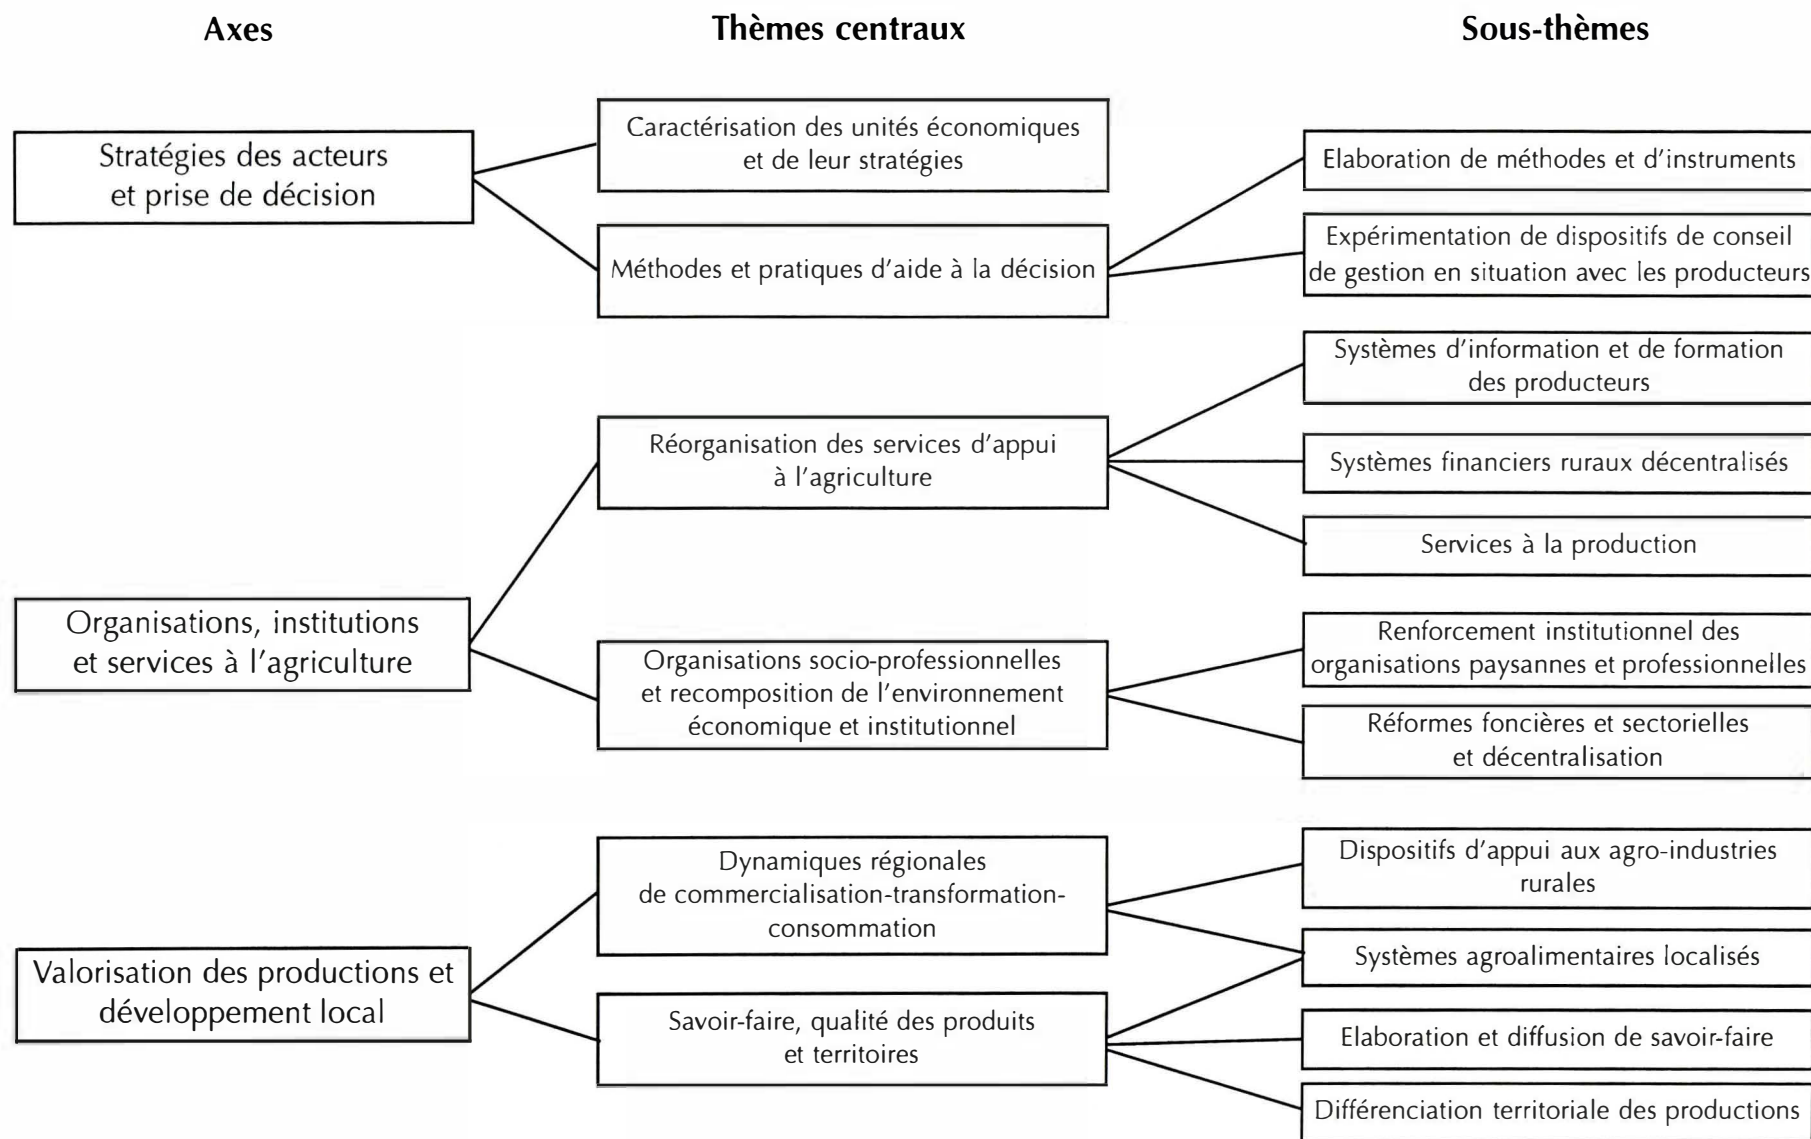 Axes
Thèmes centraux
Sous-thèmes
Stratégies des acteurs
et prise de décision
Caractérisation des unités économiques
et de leur stratégies
Méthodes et pratiques d'aide à la décision
Elaboration de méthodes et d'instruments
Expérimentation de dispositifs de conseil
de gestion en situation avec les producteurs
Organisations, institutions
et services à l'agriculture
Réorganisation des services d'appui
à l'agriculture
Systèmes d'information et de formation
des producteurs
Systèmes financiers ruraux décentralisés
Services à la production
Organisations socio-professionnelles
et recomposition de l'environnement
économique et institutionnel
Renforcement institutionnel des
organisations paysannes et professionnelles
Réformes foncières et sectorielles
et décentralisation
Valorisation des productions et
développement local
Dynamiques régionales
de commercialisation-transformation-
consommation
Dispositifs d'appui aux agro-industries
rurales
Systèmes agroalimentaires localisés
Savoir-faire, qualité des produits
et territoires
Elaboration et diffusion de savoir-faire
Différenciation territoriale des productions